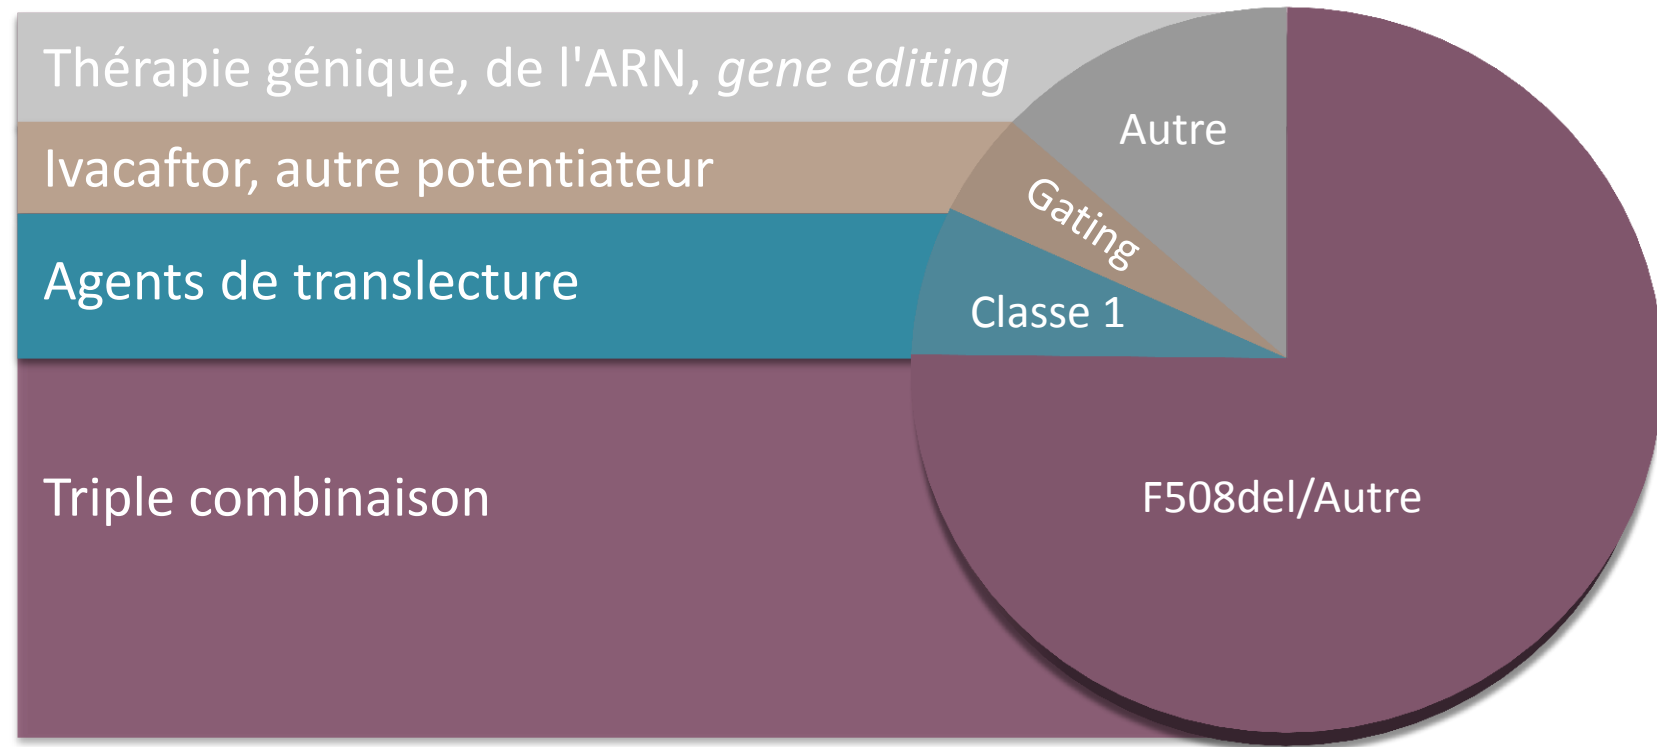 Thérapie génique, de l'ARN, gene editing
Ivacaftor, autre potentiateur
Agents de translecture
Triple combinaison
Autre
Gating
Classe 1
F508del/Autre